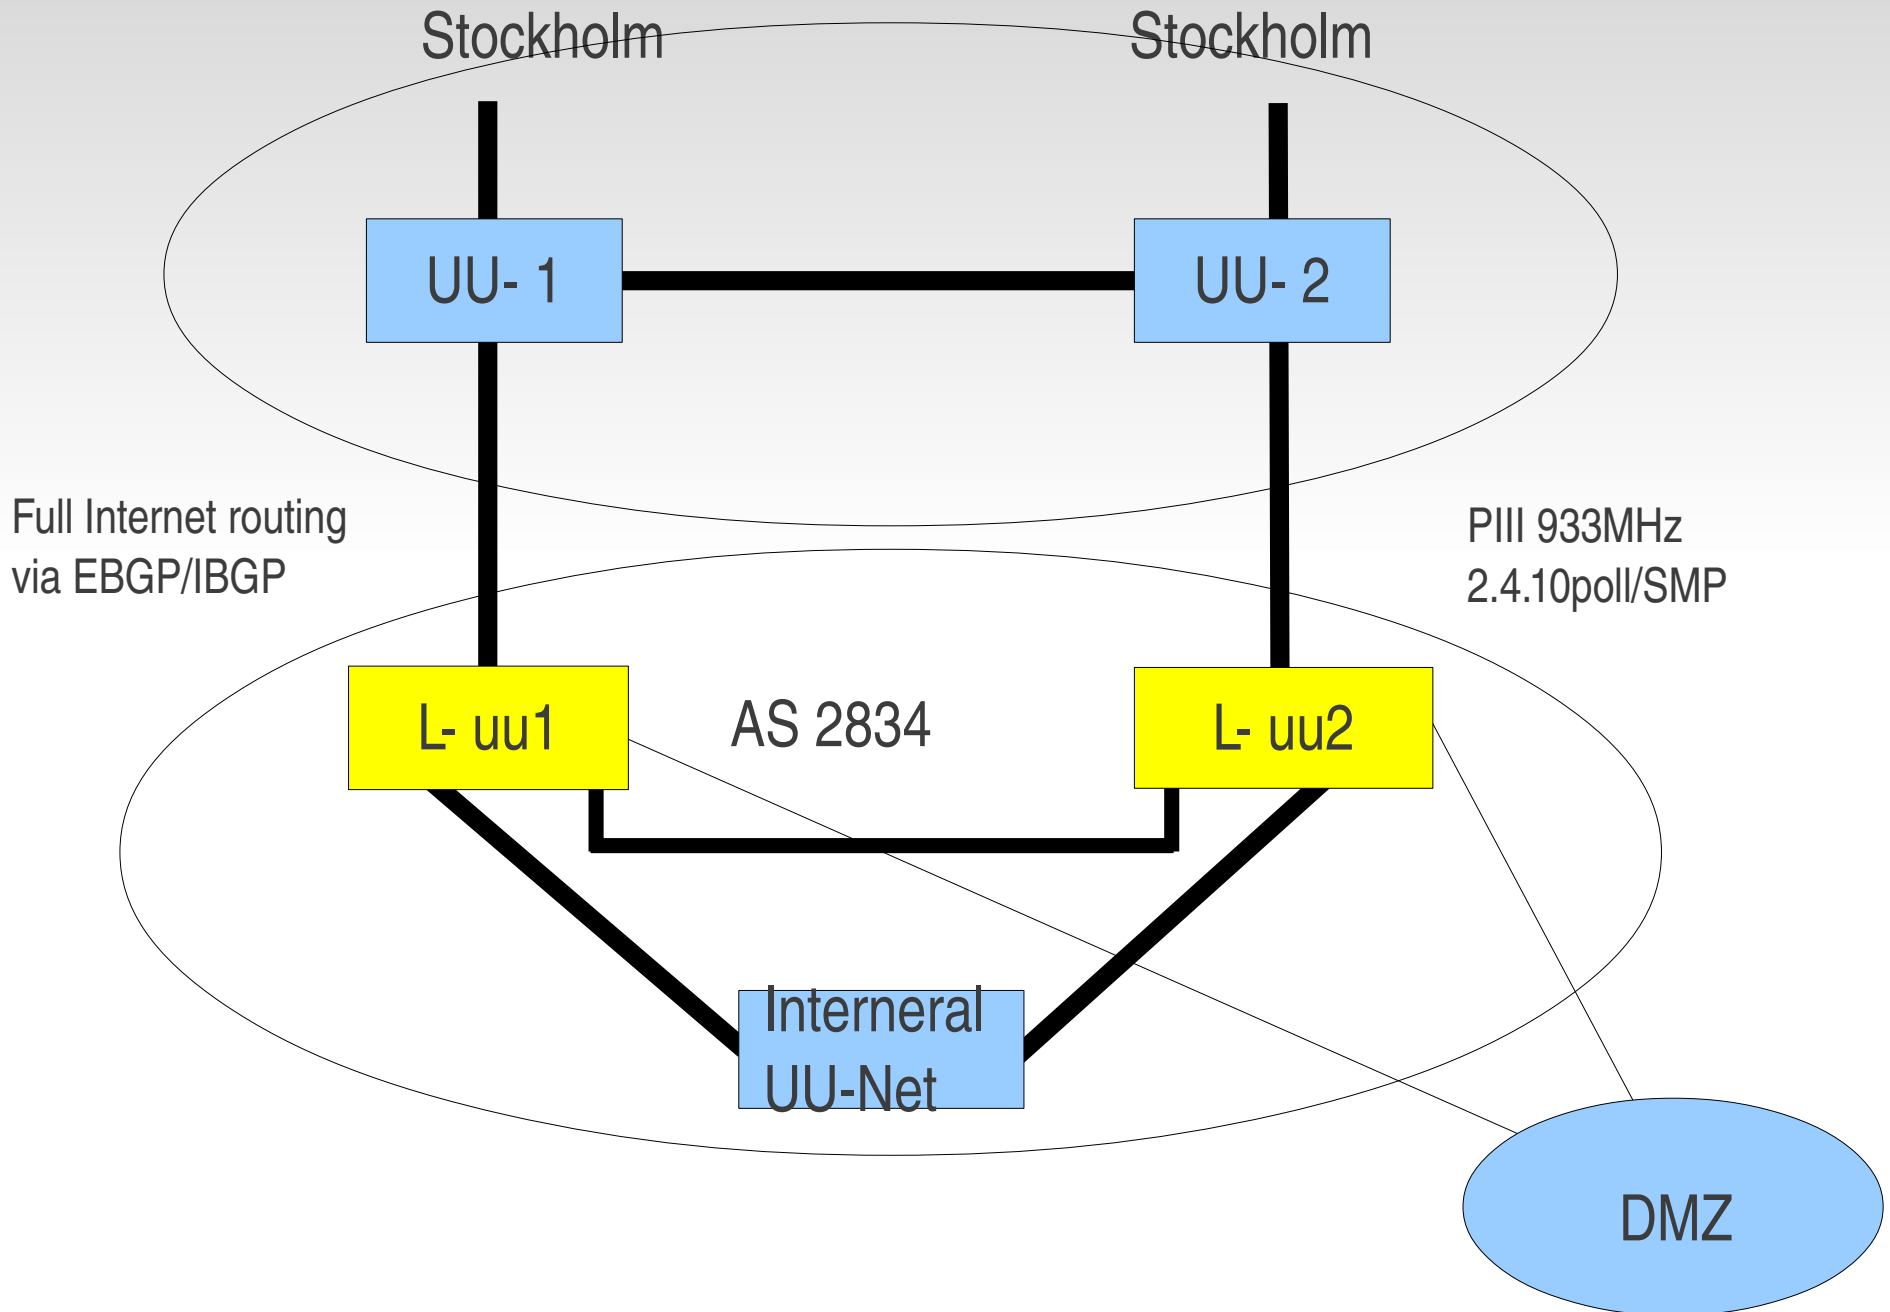 Stockholm
Stockholm
UU- 1
UU- 2
Full Internet routing
via EBGP/IBGP
PIII 933MHz
2.4.10poll/SMP
L- uu1
AS 2834
L- uu2
Interneral
UU-Net
DMZ